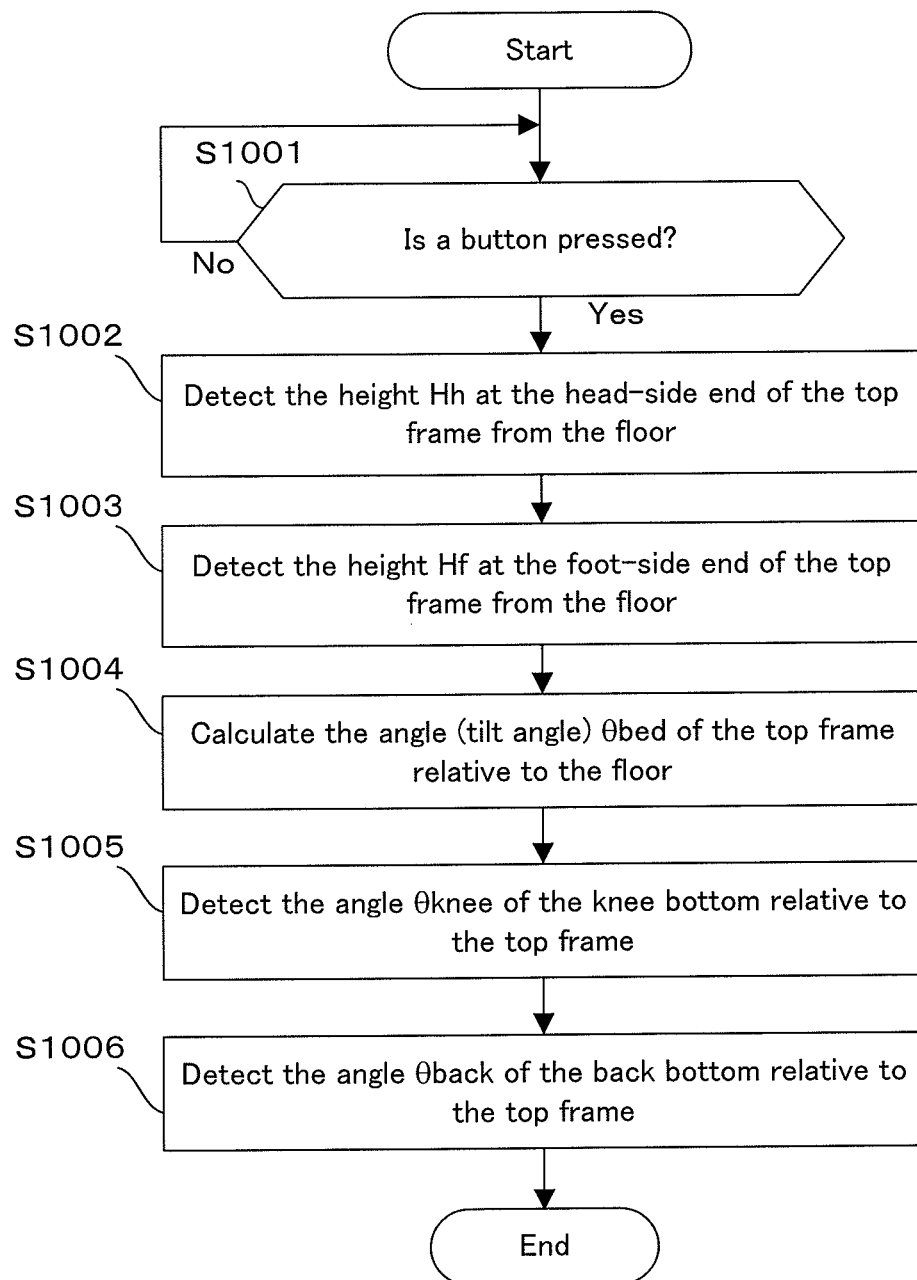 Start
S1001
Is a button pressed?
No
Yes
S1002
Detect the height Hh at the head-side end of the top
frame from the floor
S1003
Detect the height Hf at the foot-side end of the top
frame from the floor
S1004
Calculate the angle (tilt angle) θbed of the top frame
relative to the floor
S1005
Detect the angle θknee of the knee bottom relative to
the top frame
S1006
Detect the angle θback of the back bottom relative to
the top frame
End